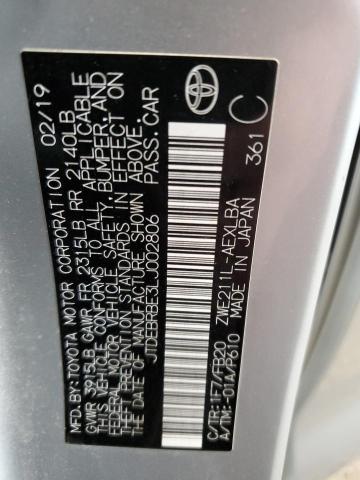 MFD. BY: TOYOTA MOTOR CORPORATION 02/19
GVWR 3915LB GAWR FR 2315LB RR 2140LB
THIS VEHICLE CONFORMS TO ALL APPLICABLE
FEDERAL MOTOR VEHICLE SAFETY, BUMPER, AND
THEFT PREVENTION STANDARDS IN EFFECT ON
THE DATE OF MANUFACTURE SHOWN ABOVE.
JTDEBRBE3LJ002806 PASS. CAR
C/TR: 1F7/FB20 ZWE211L-AEXLBA
A/TM: -01A/P610 MADE IN JAPAN 361
C